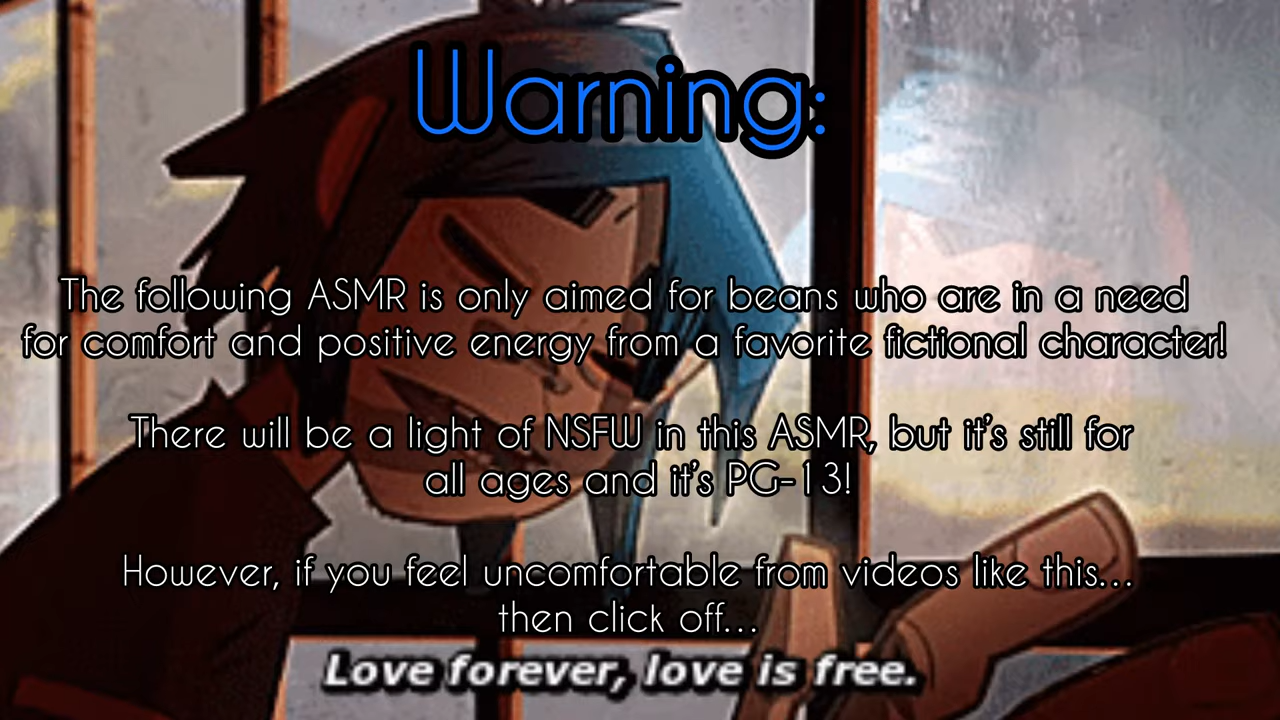 Warning:
The following ASMR is only aimed for beans who are in a need
for comfort and positive energy from a favorite fictional character!
There will be a light of NSFW in this ASMR, but it's still for
all ages and it's PG-13!
However, if you feel uncomfortable from videos like this...
then click off...
Love forever, love is free.